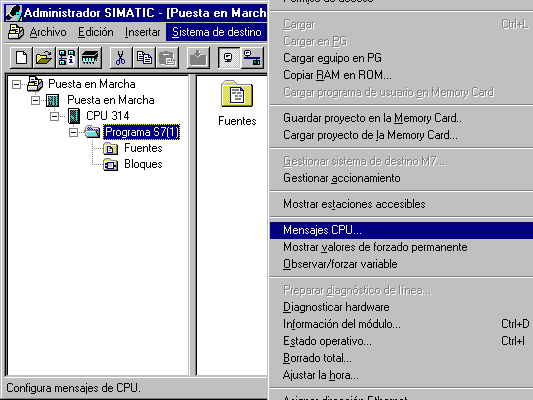 Administrador SIMATIC - [Puesta en March
Archivo Edición Insertar Sistema de destino
Puesta en Marcha
Puesta en Marcha
CPU 314
Programa S7(1)
Fuentes
Bloques
Fuentes
Configura mensajes de CPU.
Cargar Ctrl+L
Cargar en PG
Cargar equipo en PG
Copiar RAM en ROM...
Cargar programa de usuario en Memory Card
Guardar proyecto en la Memory Card..
Cargar proyecto de la Memory Card...
Gestionar sistema de destino M7...
Gestionar accionamiento
Mostrar estaciones accesibles
Mensajes CPU...
Mostrar valores de forzado permanente
Observar/forzar variable
Preparar diagnóstico de línea...
Diagnosticar hardware
Información del módulo... Ctrl+D
Estado operativo... Ctrl+I
Borrado total...
Ajustar la hora...